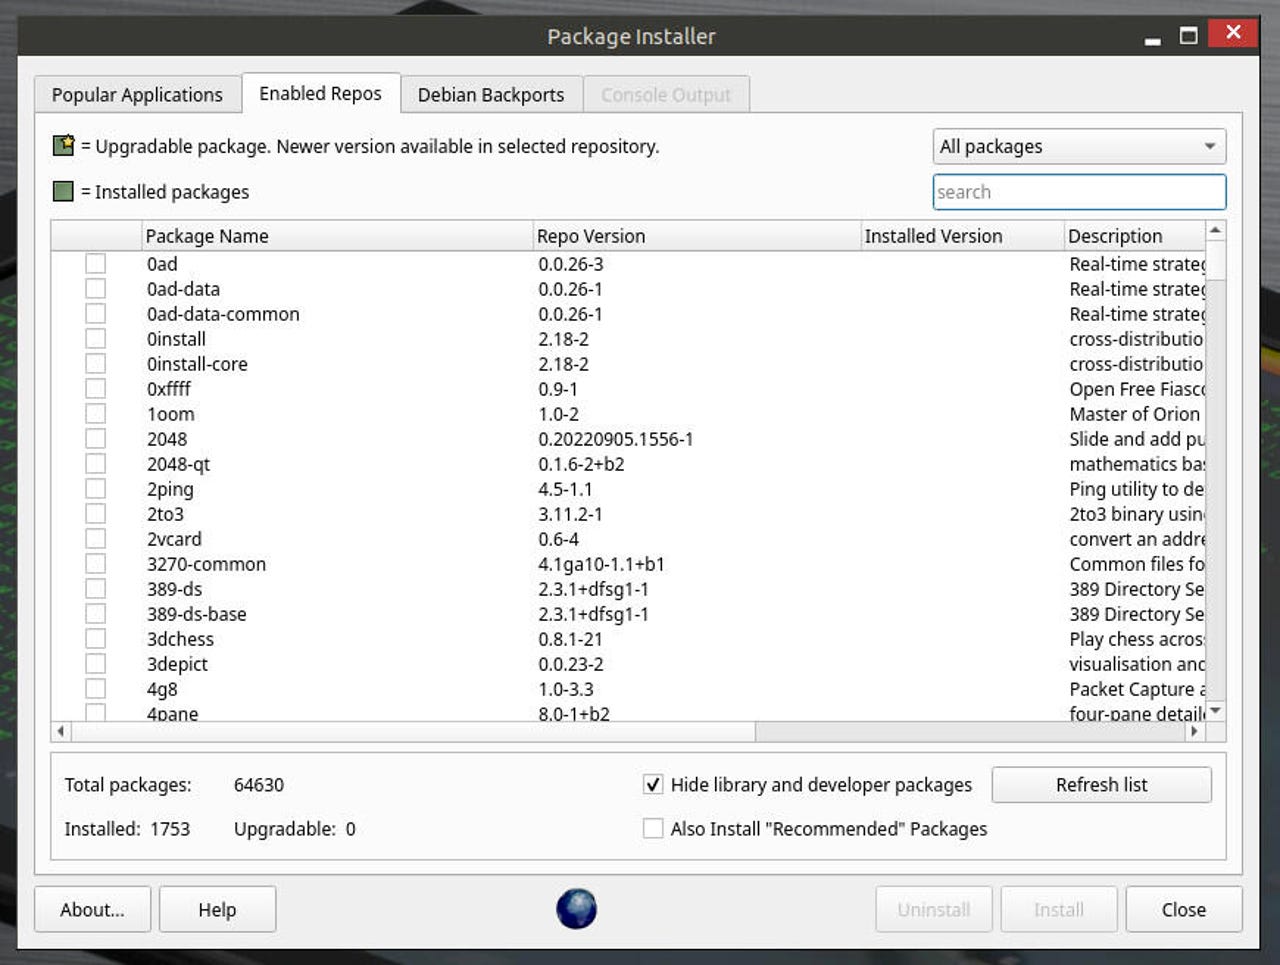 Package Installer
Popular Applications Enabled Repos Debian Backports Console Output
= Upgradable package. Newer version available in selected repository. All packages
= Installed packages search
Package Name Repo Version Installed Version Description
0ad 0.0.26-3 Real-time strateg
0ad-data 0.0.26-1 Real-time strateg
0ad-data-common 0.0.26-1 Real-time strateg
0install 2.18-2 cross-distributio
0install-core 2.18-2 cross-distributio
0xffff 0.9-1 Open Free Fiasco
1oom 1.0-2 Master of Orion
2048 0.20220905.1556-1 Slide and add pu
2048-qt 0.1.6-2+b2 mathematics bas
2ping 4.5-1.1 Ping utility to de
2to3 3.11.2-1 2to3 binary usin
2vcard 0.6-4 convert an addre
3270-common 4.1ga10-1.1+b1 Common files fo
389-ds 2.3.1+dfsg1-1 389 Directory Se
389-ds-base 2.3.1+dfsg1-1 389 Directory Se
3dchess 0.8.1-21 Play chess across
3depict 0.0.23-2 visualisation and
4g8 1.0-3.3 Packet Capture a
4pane 8.0-1+b2 four-pane detaile
Total packages: 64630 Hide library and developer packages Refresh list
Installed: 1753 Upgradable: 0 Also Install "Recommended" Packages
About... Help Uninstall Install Close